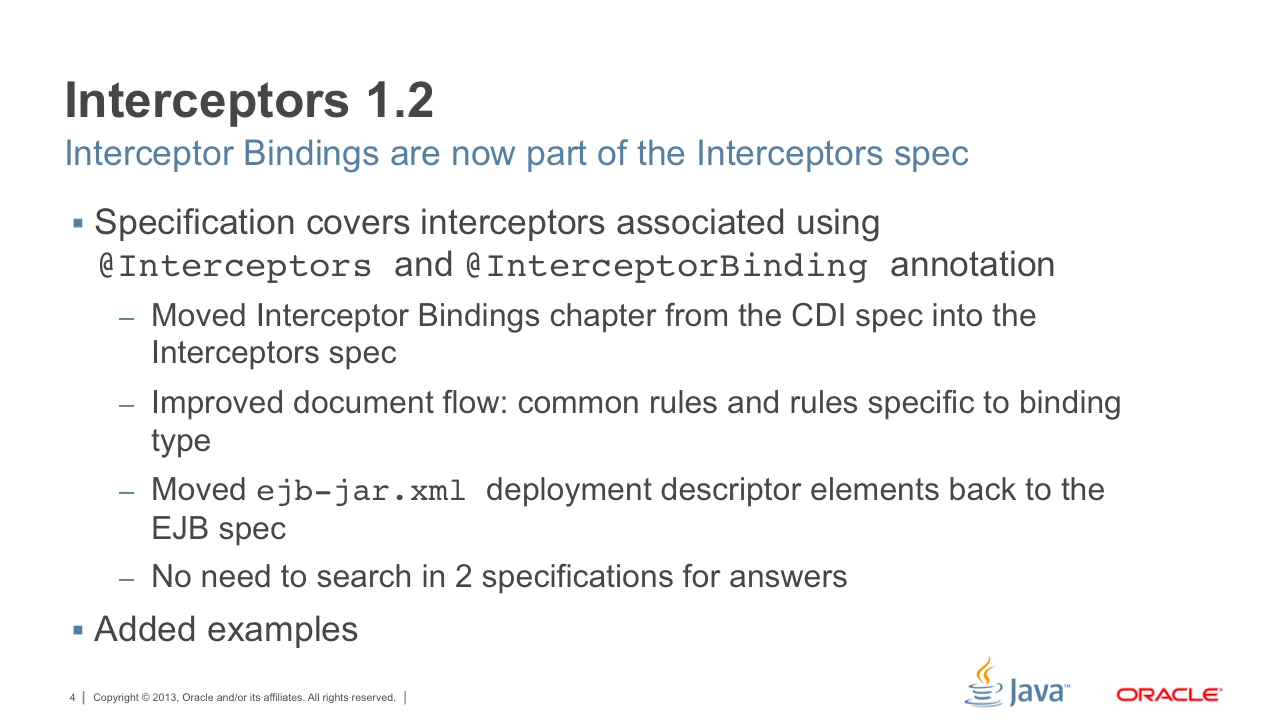 Interceptors 1.2
Interceptor Bindings are now part of the Interceptors spec
▪ Specification covers interceptors associated using
@Interceptors and @InterceptorBinding annotation
– Moved Interceptor Bindings chapter from the CDI spec into the
Interceptors spec
– Improved document flow: common rules and rules specific to binding
type
– Moved ejb-jar.xml deployment descriptor elements back to the
EJB spec
– No need to search in 2 specifications for answers
▪ Added examples
4 | Copyright © 2013, Oracle and/or its affiliates. All rights reserved. |
Java™
ORACLE®